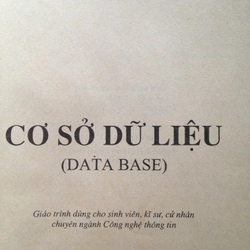 CƠ SỞ DỮ LIỆU
(DATA BASE)
Giáo trình dùng cho sinh viên, kĩ sư, cử nhân
chuyên ngành Công nghệ thông tin